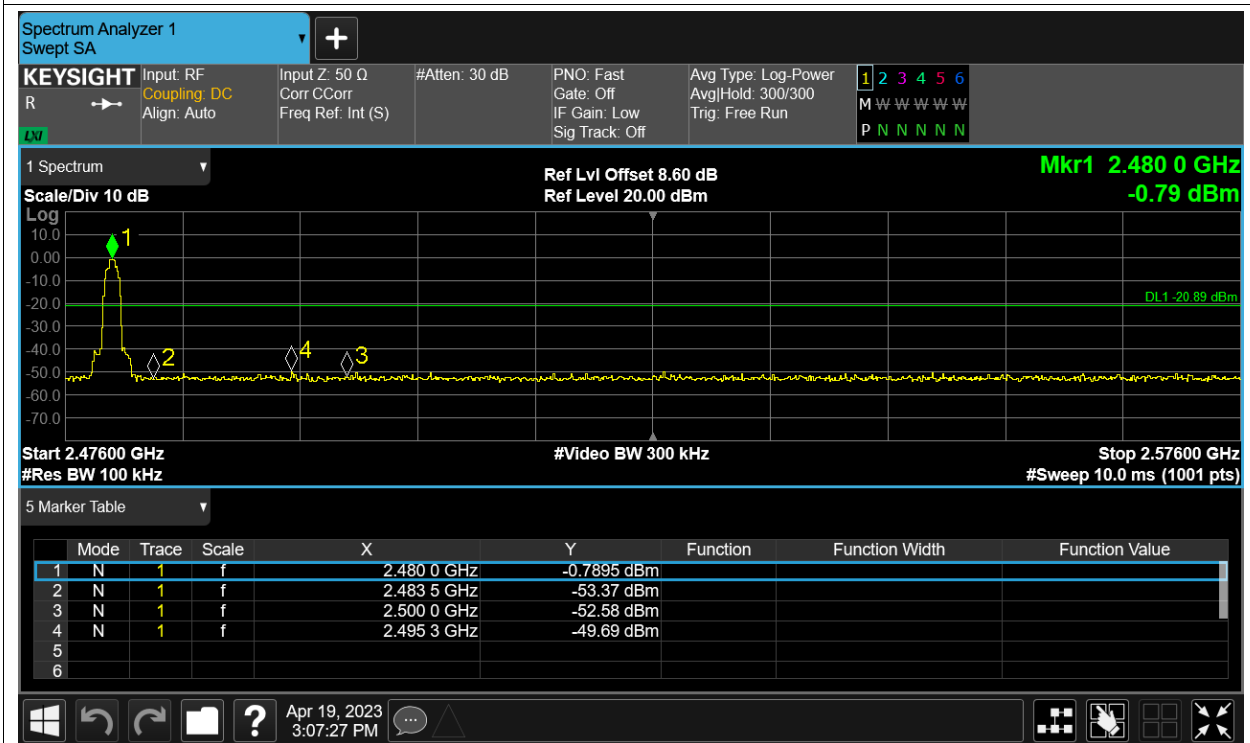 Spectrum Analyzer 1
Swept SA
+
KEYSIGHT Input: RF Input Z: 50 Ω #Atten: 30 dB PNO: Fast Avg Type: Log-Power 1 2 3 4 5 6
R Coupling: DC Corr CCorr Gate: Off Avg|Hold: 300/300 M W W W W W
Align: Auto Freq Ref: Int (S) IF Gain: Low Trig: Free Run
LXI Sig Track: Off P N N N N N
1 Spectrum Ref Lvl Offset 8.60 dB Mkr1 2.480 0 GHz
Scale/Div 10 dB Ref Level 20.00 dBm -0.79 dBm
Log
10.0 1
0.00
-10.0
-20.0 DL1 -20.89 dBm
-30.0
-40.0 2 4 3
-50.0
-60.0
-70.0
Start 2.47600 GHz #Video BW 300 kHz Stop 2.57600 GHz
#Res BW 100 kHz #Sweep 10.0 ms (1001 pts)
5 Marker Table
Mode Trace Scale X Y Function Function Width Function Value
1 N 1 f 2.480 0 GHz -0.7895 dBm
2 N 1 f 2.483 5 GHz -53.37 dBm
3 N 1 f 2.500 0 GHz -52.58 dBm
4 N 1 f 2.495 3 GHz -49.69 dBm
5
6
? Apr 19, 2023
3:07:27 PM